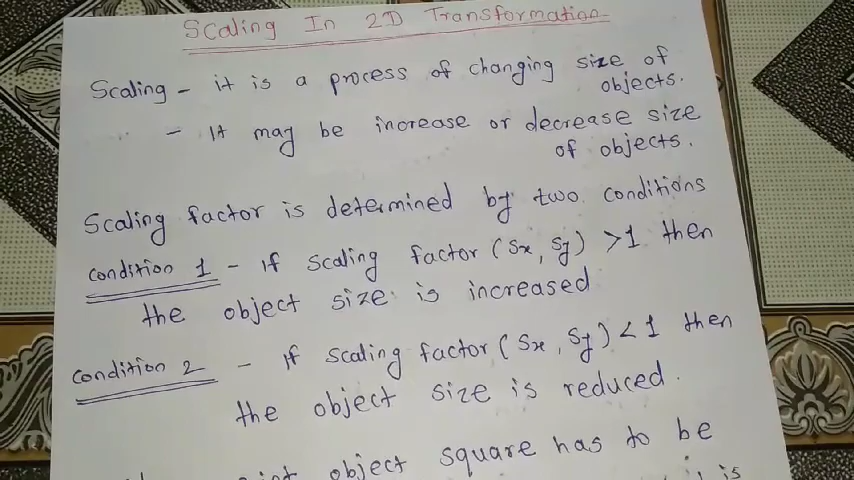 Scaling In 2D Transformation
Scaling - it is a process of changing size of
objects.
- It may be increase or decrease size
of objects.
Scaling factor is determined by two conditions
condition 1 - if scaling factor (Sx, Sy) >1 then
the object size is increased
condition 2 - if scaling factor (Sx, Sy) < 1 then
the object size is reduced.
object square has to be
is